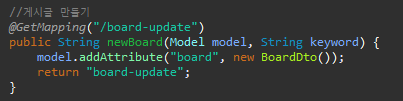 //게시글 만들기
@GetMapping("/board-update")
public String newBoard(Model model, String keyword) {
    model.addAttribute("board", new BoardDto());
    return "board-update";
}